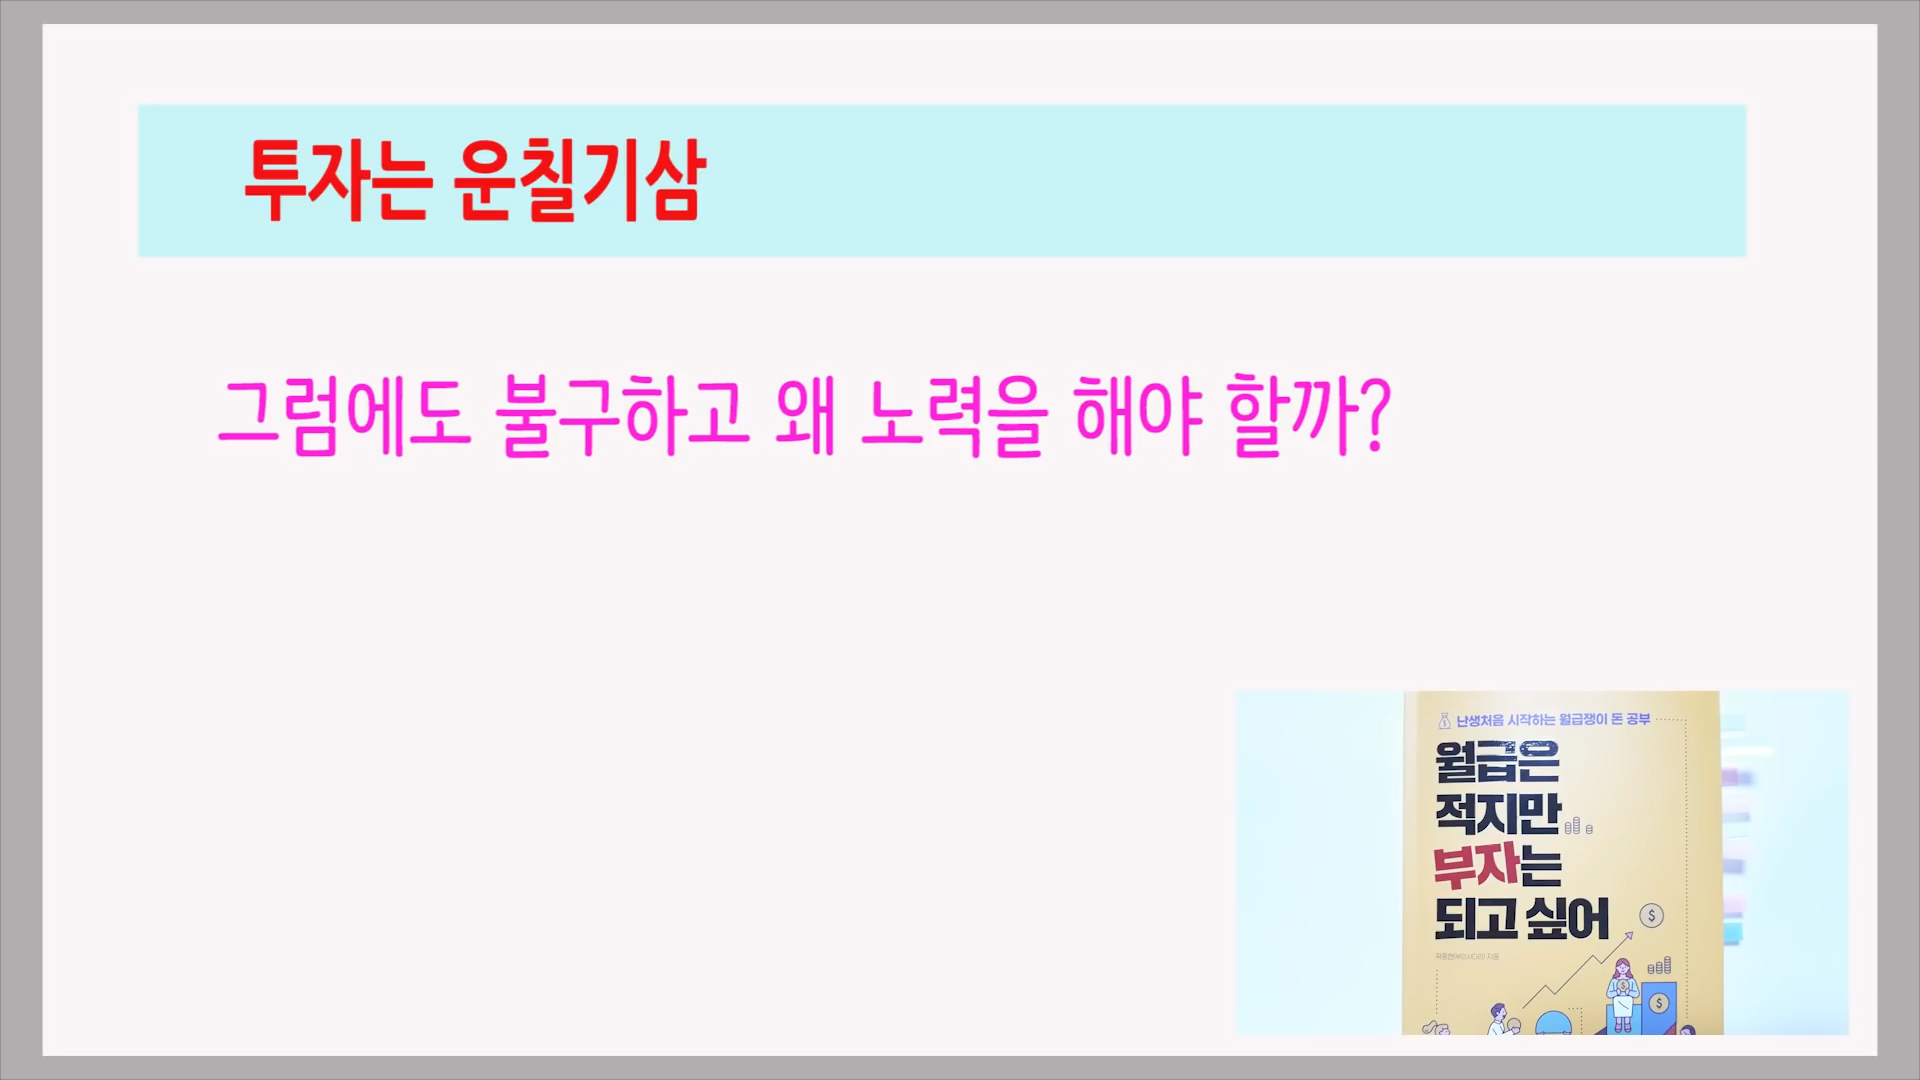 투자는 운칠기삼
그럼에도 불구하고 왜 노력을 해야 할까?
난생처음 시작하는 월급쟁이 돈 공부
월급은
적지만
부자는
되고 싶어